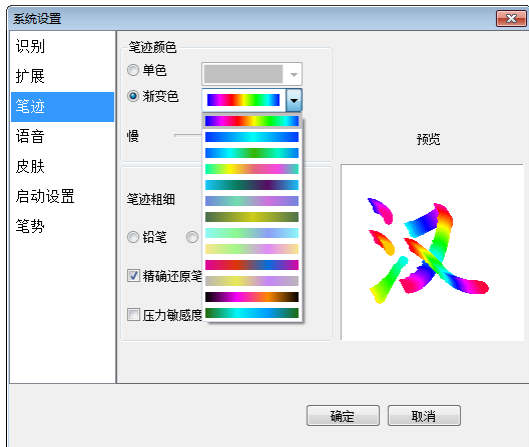 系统设置
识别
扩展
笔迹
语音
皮肤
启动设置
笔势
笔迹颜色
单色
渐变色
慢
笔迹粗细
铅笔
精确还原笔
压力敏感度
预览
汉
确定
取消